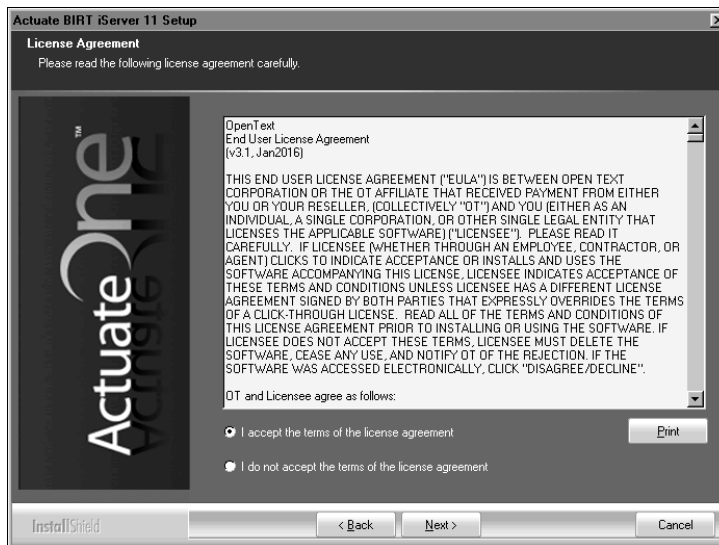 Actuate BIRT iServer 11 Setup
License Agreement
Please read the following license agreement carefully.
ActuateOne™
OpenText
End User License Agreement
(v3.1, Jan2016)
THIS END USER LICENSE AGREEMENT ("EULA") IS BETWEEN OPEN TEXT
CORPORATION OR THE OT AFFILIATE THAT RECEIVED PAYMENT FROM EITHER
YOU OR YOUR RESELLER, (COLLECTIVELY "OT") AND YOU (EITHER AS AN
INDIVIDUAL, A SINGLE CORPORATION, OR OTHER SINGLE LEGAL ENTITY THAT
LICENSES THE APPLICABLE SOFTWARE) ("LICENSEE"). PLEASE READ IT
CAREFULLY. IF LICENSEE (WHETHER THROUGH AN EMPLOYEE, CONTRACTOR, OR
AGENT) CLICKS TO INDICATE ACCEPTANCE OR INSTALLS AND USES THE
SOFTWARE ACCOMPANYING THIS LICENSE, LICENSEE INDICATES ACCEPTANCE OF
THESE TERMS AND CONDITIONS UNLESS LICENSEE HAS A DIFFERENT LICENSE
AGREEMENT SIGNED BY BOTH PARTIES THAT EXPRESSLY OVERRIDES THE TERMS
OF A CLICK-THROUGH LICENSE. READ ALL OF THE TERMS AND CONDITIONS OF
THIS LICENSE AGREEMENT PRIOR TO INSTALLING OR USING THE SOFTWARE. IF
LICENSEE DOES NOT ACCEPT THESE TERMS, LICENSEE MUST DELETE THE
SOFTWARE, CEASE ANY USE, AND NOTIFY OT OF THE REJECTION. IF THE
SOFTWARE WAS ACCESSED ELECTRONICALLY, CLICK "DISAGREE/DECLINE".
OT and Licensee agree as follows:
I accept the terms of the license agreement
Print
I do not accept the terms of the license agreement
InstallShield
< Back
Next >
Cancel